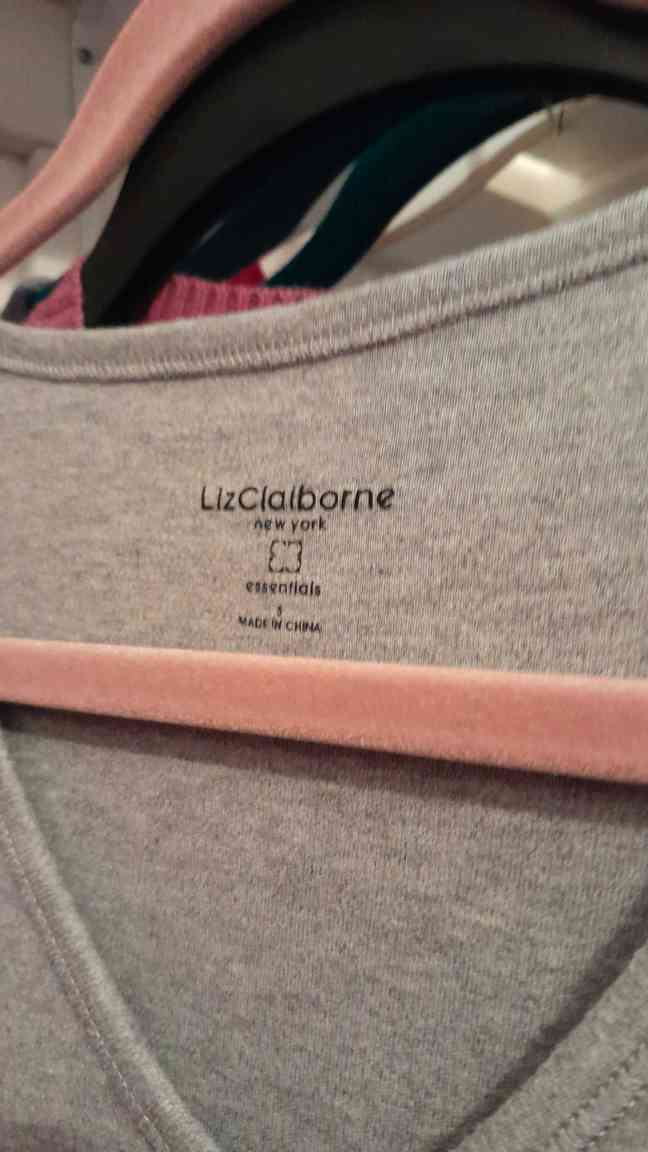 LizClaiborne
new york
essentials
MADE IN CHINA